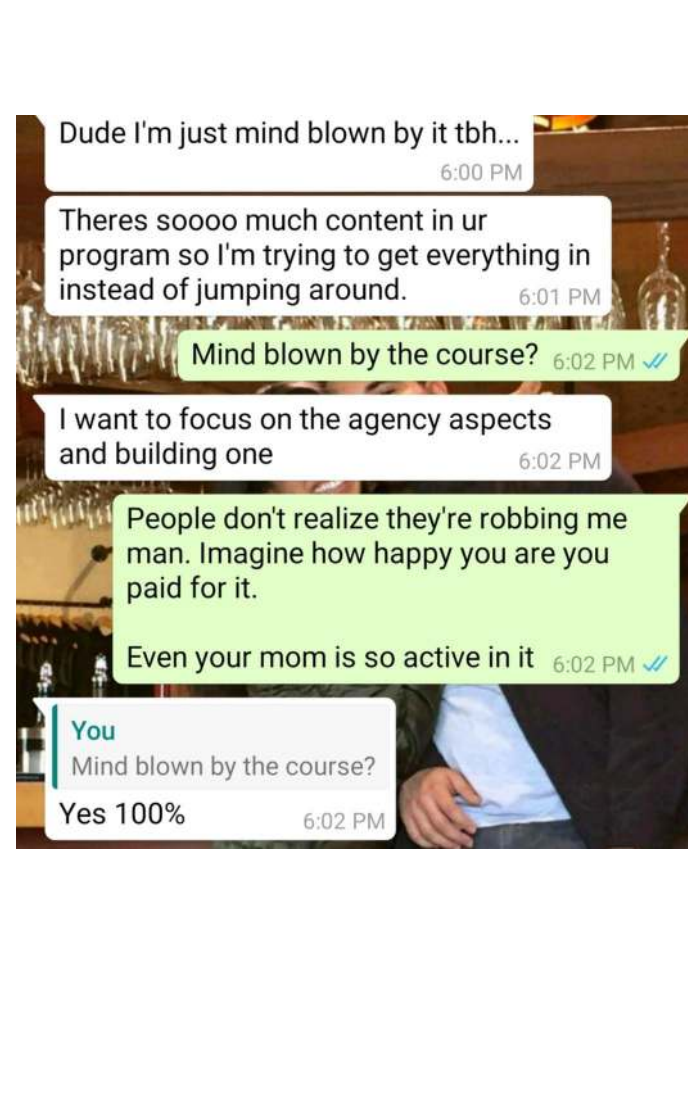 Dude I'm just mind blown by it tbh...
6:00 PM
Theres soooo much content in ur
program so I'm trying to get everything in
instead of jumping around. 6:01 PM
Mind blown by the course? 6:02 PM
I want to focus on the agency aspects
and building one 6:02 PM
People don't realize they're robbing me
man. Imagine how happy you are you
paid for it.
Even your mom is so active in it 6:02 PM
You
Mind blown by the course?
Yes 100% 6:02 PM